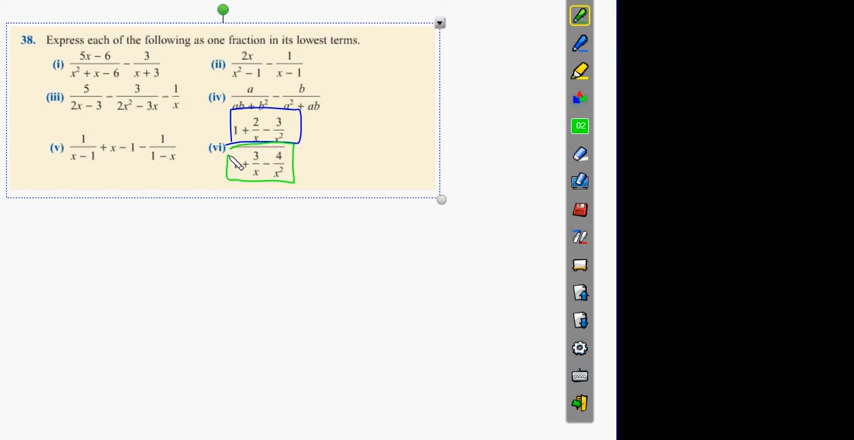 38. Express each of the following as one fraction in its lowest terms.
(i) (5x − 6)/(x² + x − 6) − 3/(x + 3) (ii) 2x/(x² − 1) − 1/(x − 1)
(iii) 5/(2x − 3) − 3/(2x² − 3x) − 1/x (iv) a/(ab + b²) − b/(a² + ab)
(v) 1/(x − 1) + x − 1 − 1/(1 − x) (vi) (1 + 2/x − 3/x²)/(+ 3/x − 4/x²)
02